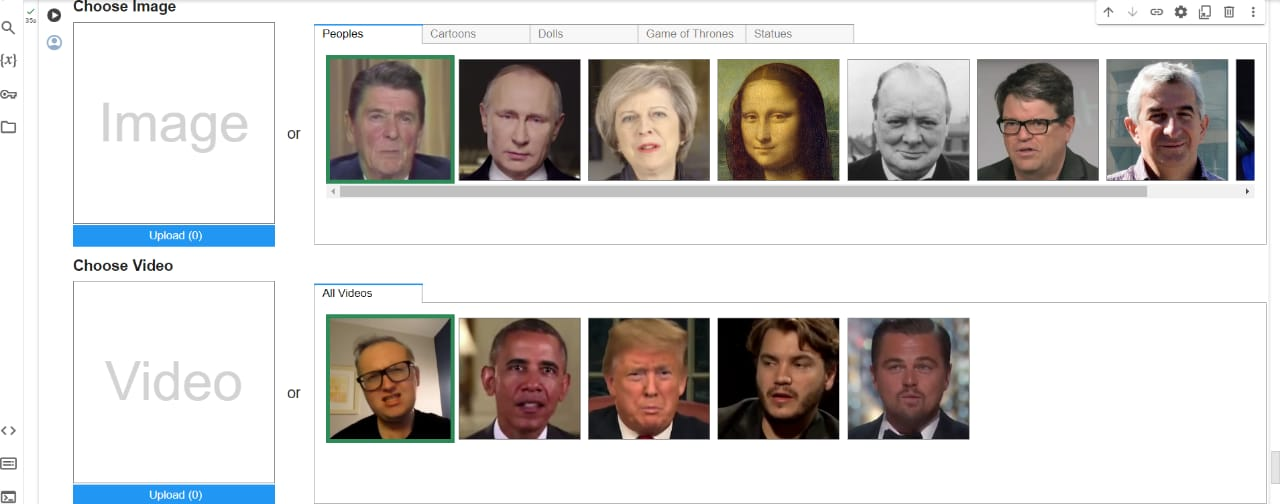 Choose Image
35s
{x}
Peoples
Cartoons
Dolls
Game of Thrones
Statues
Image
or
Upload (0)
Choose Video
All Videos
Video
or
Upload (0)